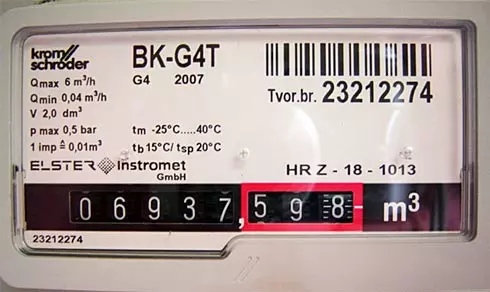 krom
schröder
BK-G4T
G4 2007
Qmax 6 m³/h
Qmin 0,04 m³/h
V 2,0 dm³
p max 0,5 bar
1 imp ≙ 0,01m³
tm -25°C.....40°C
tb 15°C/ tsp 20°C
Tvor.br. 23212274
ELSTER Instromet
GmbH
HR Z - 18 - 1013
06937,598 m³
23212274